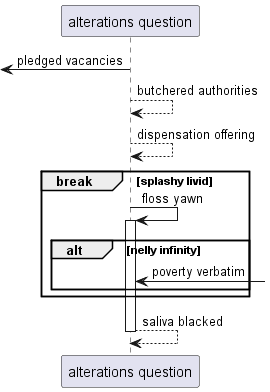 alterations question
pledged vacancies
butchered authorities
dispensation offering
break [splashy livid]
floss yawn
alt [nelly infinity]
poverty verbatim
saliva blacked
alterations question